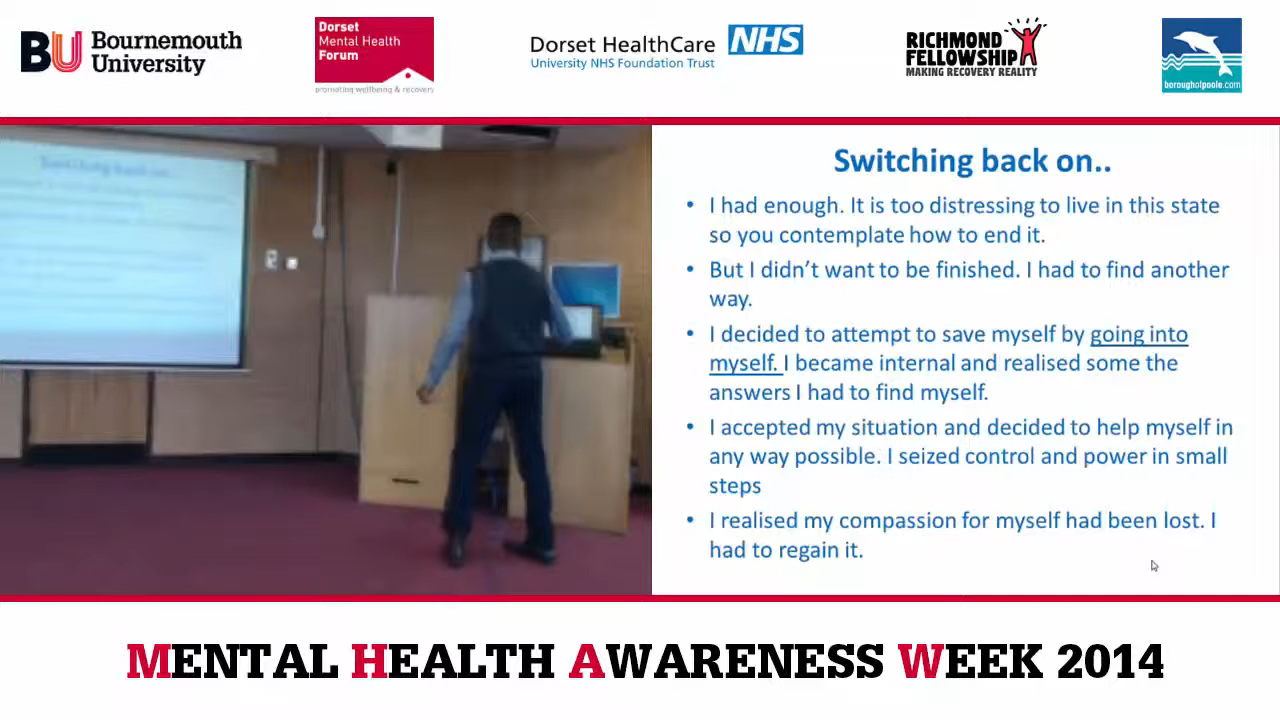 BU Bournemouth
University
Dorset
Mental Health
Forum
promoting wellbeing & recovery
Dorset HealthCare NHS
University NHS Foundation Trust
RICHMOND
FELLOWSHIP
MAKING RECOVERY REALITY
boroughofpoole.com
Switching back on..
Switching back on..
• I had enough. It is too distressing to live in this state
so you contemplate how to end it.
• But I didn't want to be finished. I had to find another
way.
• I decided to attempt to save myself by going into
myself. I became internal and realised some the
answers I had to find myself.
• I accepted my situation and decided to help myself in
any way possible. I seized control and power in small
steps
• I realised my compassion for myself had been lost. I
had to regain it.
MENTAL HEALTH AWARENESS WEEK 2014